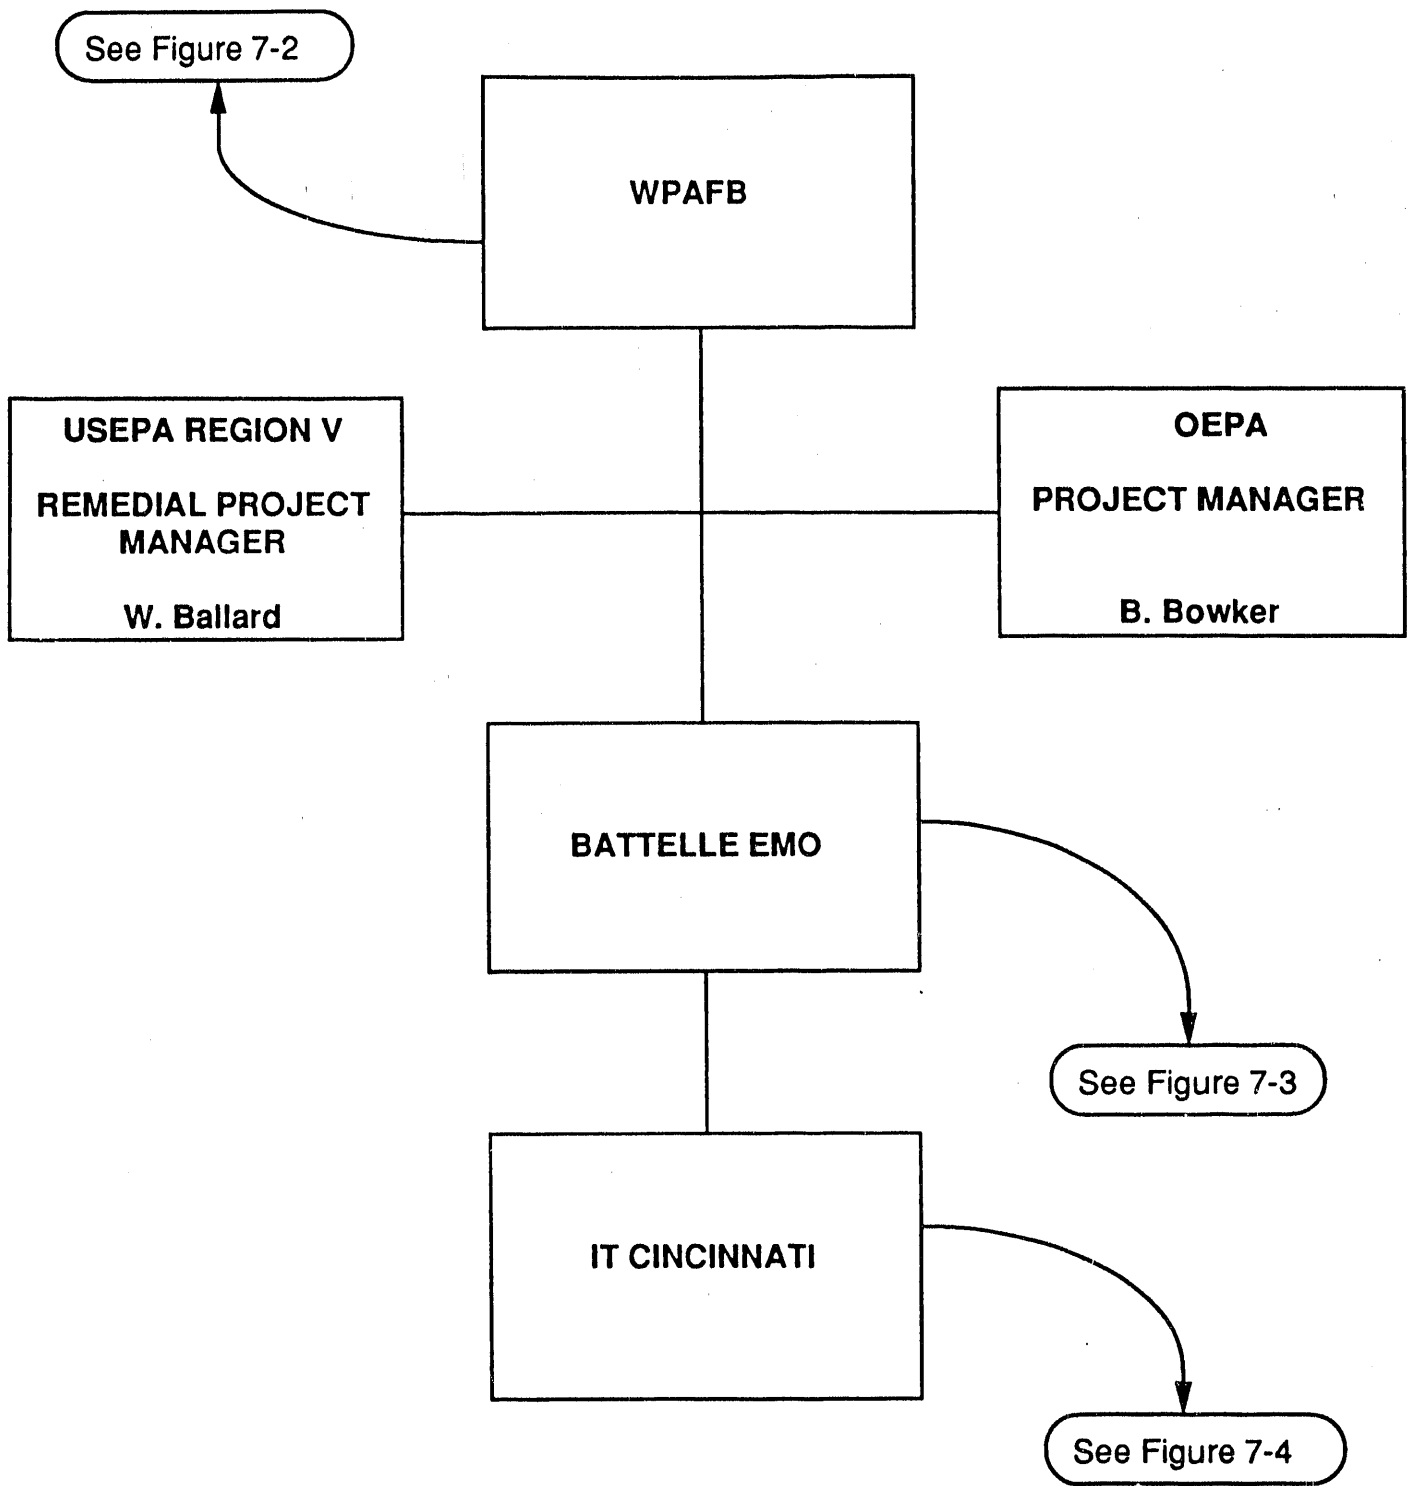 See Figure 7-2
WPAFB
USEPA REGION V
REMEDIAL PROJECT
MANAGER
W. Ballard
OEPA
PROJECT MANAGER
B. Bowker
BATTELLE EMO
See Figure 7-3
IT CINCINNATI
See Figure 7-4